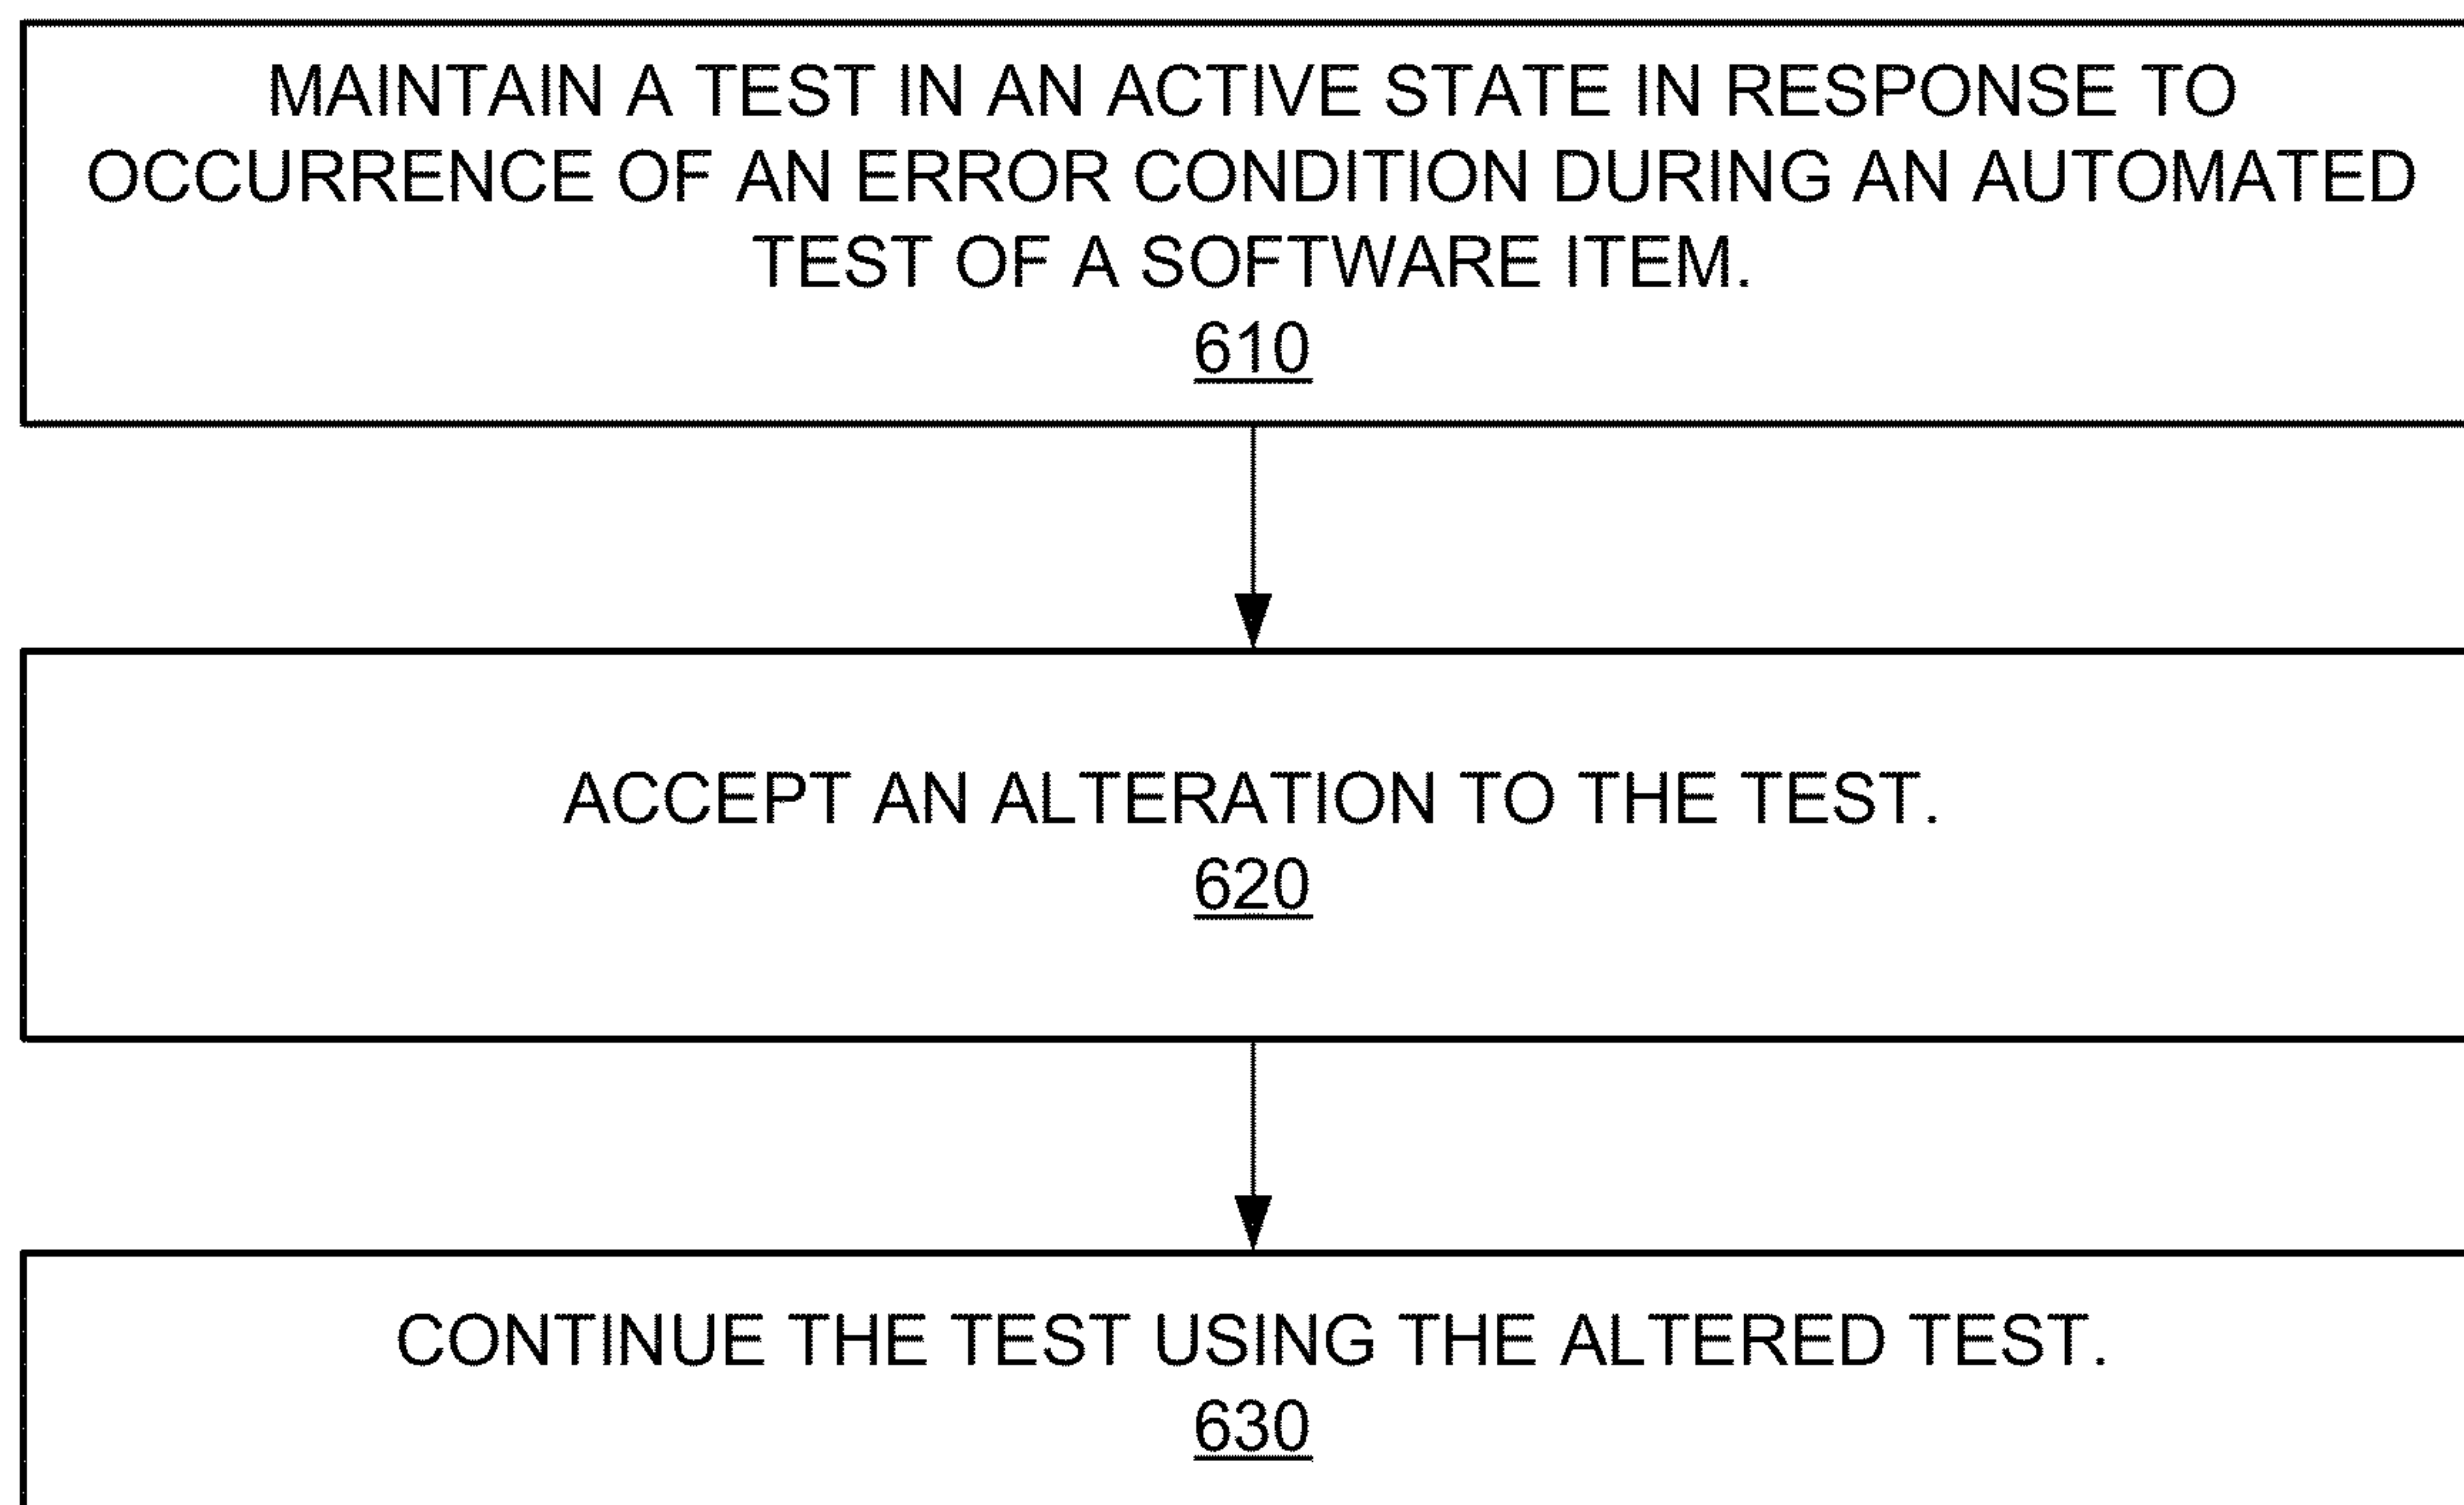 MAINTAIN A TEST IN AN ACTIVE STATE IN RESPONSE TO
OCCURRENCE OF AN ERROR CONDITION DURING AN AUTOMATED
TEST OF A SOFTWARE ITEM.
610
ACCEPT AN ALTERATION TO THE TEST.
620
CONTINUE THE TEST USING THE ALTERED TEST.
630